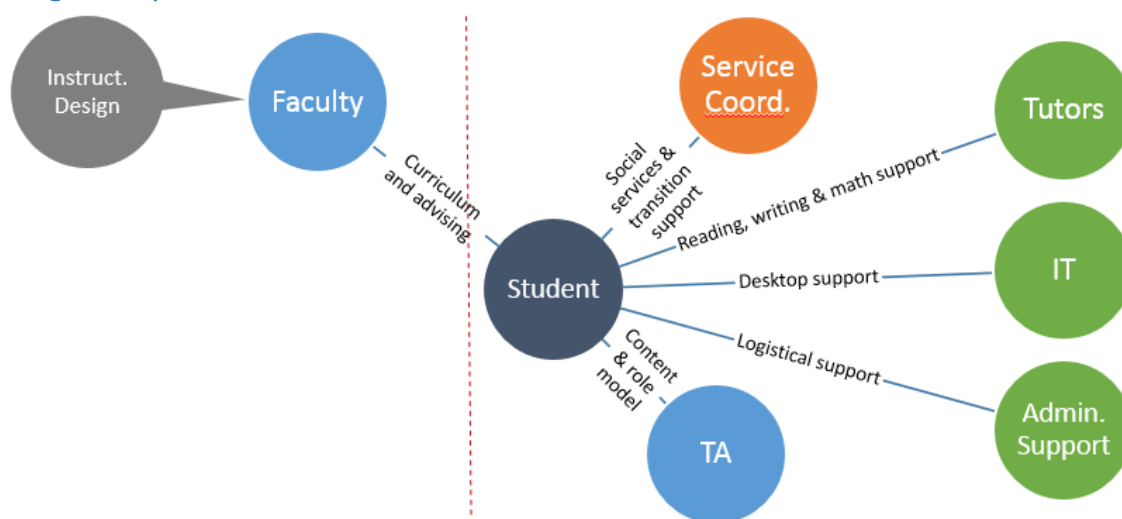 Instruct.
Design
Faculty
Curriculum
and advising
Service
Coord.
Social
services &
transition
support
Tutors
Reading, writing & math support
Student
Desktop support
IT
Logistical support
Content
& role
model
TA
Admin.
Support